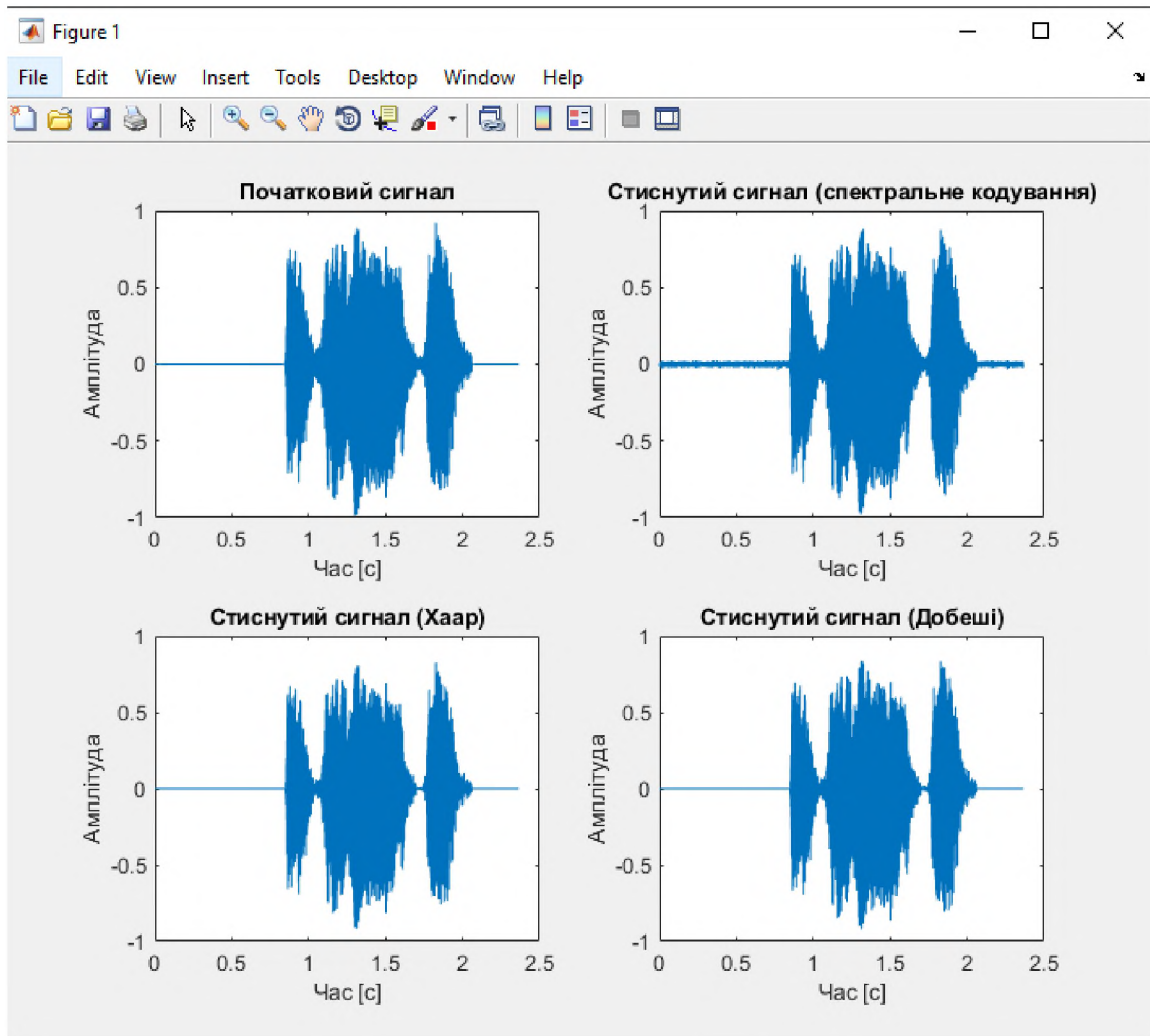 Figure 1
File Edit View Insert Tools Desktop Window Help
Початковий сигнал
1
0.5
0
-0.5
-1
Амплітуда
0 0.5 1 1.5 2 2.5
Час [с]
Стиснутий сигнал (спектральне кодування)
1
0.5
0
-0.5
-1
Амплітуда
0 0.5 1 1.5 2 2.5
Час [с]
Стиснутий сигнал (Хаар)
1
0.5
0
-0.5
-1
Амплітуда
0 0.5 1 1.5 2 2.5
Час [с]
Стиснутий сигнал (Добеші)
1
0.5
0
-0.5
-1
Амплітуда
0 0.5 1 1.5 2 2.5
Час [с]